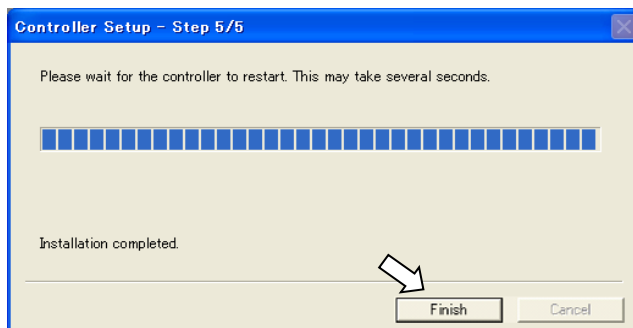 Controller Setup - Step 5/5
Please wait for the controller to restart. This may take several seconds.
Installation completed.
Finish
Cancel